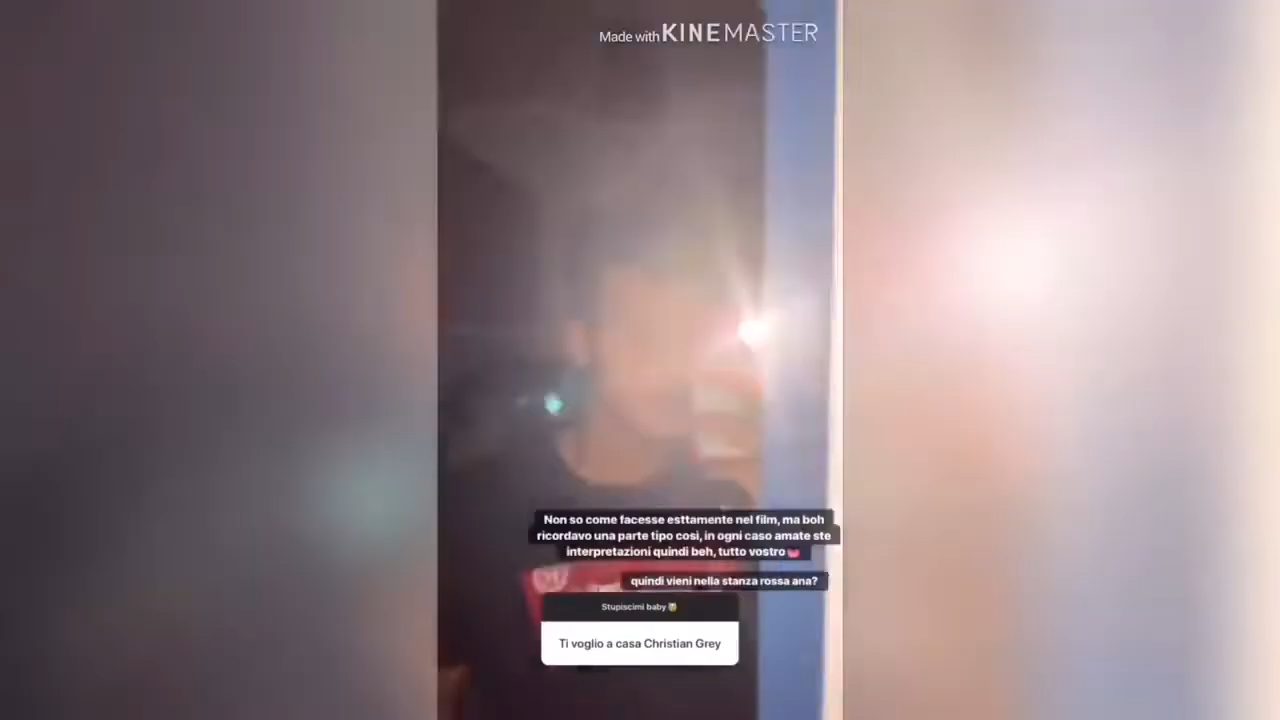 Made with KINEMASTER
Non so come facesse esttamente nel film, ma boh
ricordavo una parte tipo così, in ogni caso amate ste
interpretazioni quindi beh, tutto vostro👅
quindi vieni nella stanza rossa ana?
Stupiscimi baby 🤯
Ti voglio a casa Christian Grey